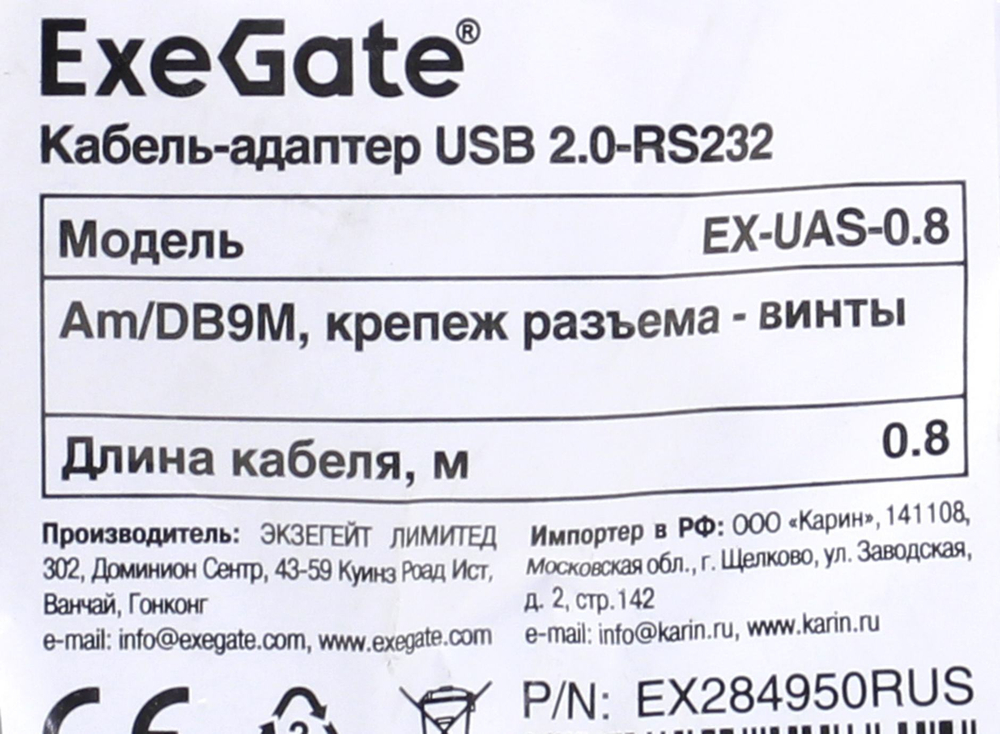 ExeGate®
Кабель-адаптер USB 2.0-RS232
Модель EX-UAS-0.8
Am/DB9M, крепеж разъема - винты
Длина кабеля, м 0.8
Производитель: ЭКЗЕГЕЙТ ЛИМИТЕД
302, Доминион Сентр, 43-59 Куинз Роад Ист,
Ванчай, Гонконг
e-mail: info@exegate.com, www.exegate.com
Импортер в РФ: ООО «Карин», 141108,
Московская обл., г. Щелково, ул. Заводская,
д. 2, стр.142
e-mail: info@karin.ru, www.karin.ru
CE
P/N: EX284950RUS